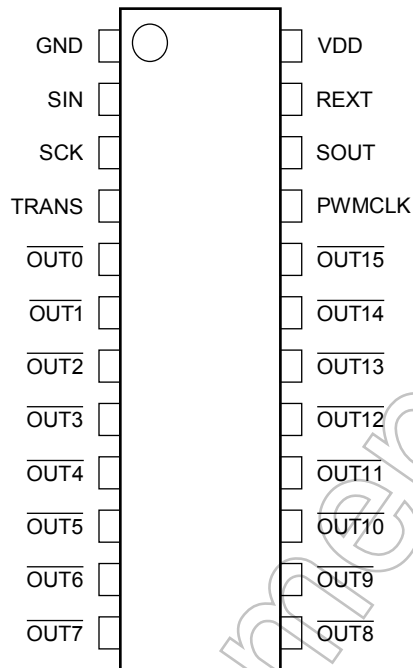 GND VDD
SIN REXT
SCK SOUT
TRANS PWMCLK
OUT0 OUT15
OUT1 OUT14
OUT2 OUT13
OUT3 OUT12
OUT4 OUT11
OUT5 OUT10
OUT6 OUT9
OUT7 OUT8